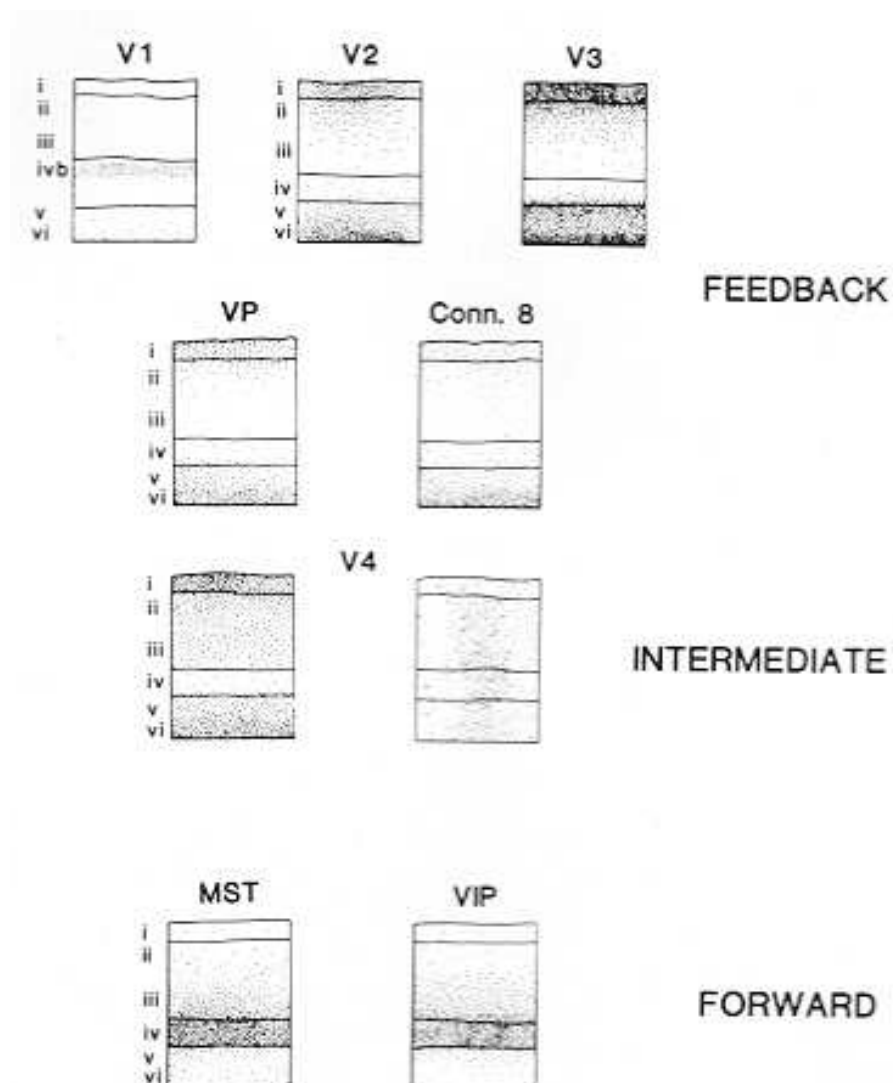 V1 V2 V3
i i
ii ii
iii iii
ivb iv
v v
vi vi
FEEDBACK
VP Conn. 8
i
ii
iii
iv
v
vi
V4
i
ii
iii
iv
v
vi
INTERMEDIATE
MST VIP
i
ii
iii
iv
v
vi
FORWARD